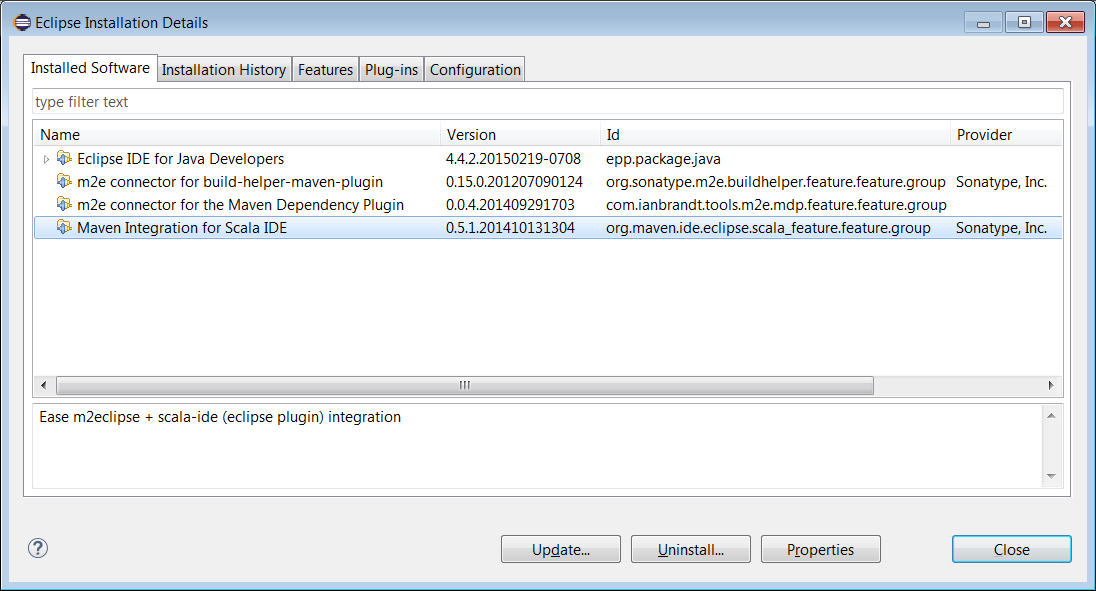 Eclipse Installation Details
Installed Software Installation History Features Plug-ins Configuration
type filter text
Name Version Id Provider
Eclipse IDE for Java Developers 4.4.2.20150219-0708 epp.package.java
m2e connector for build-helper-maven-plugin 0.15.0.201207090124 org.sonatype.m2e.buildhelper.feature.feature.group Sonatype, Inc.
m2e connector for the Maven Dependency Plugin 0.0.4.201409291703 com.ianbrandt.tools.m2e.mdp.feature.feature.group
Maven Integration for Scala IDE 0.5.1.201410131304 org.maven.ide.eclipse.scala_feature.feature.group Sonatype, Inc.
Ease m2eclipse + scala-ide (eclipse plugin) integration
? Update... Uninstall... Properties Close